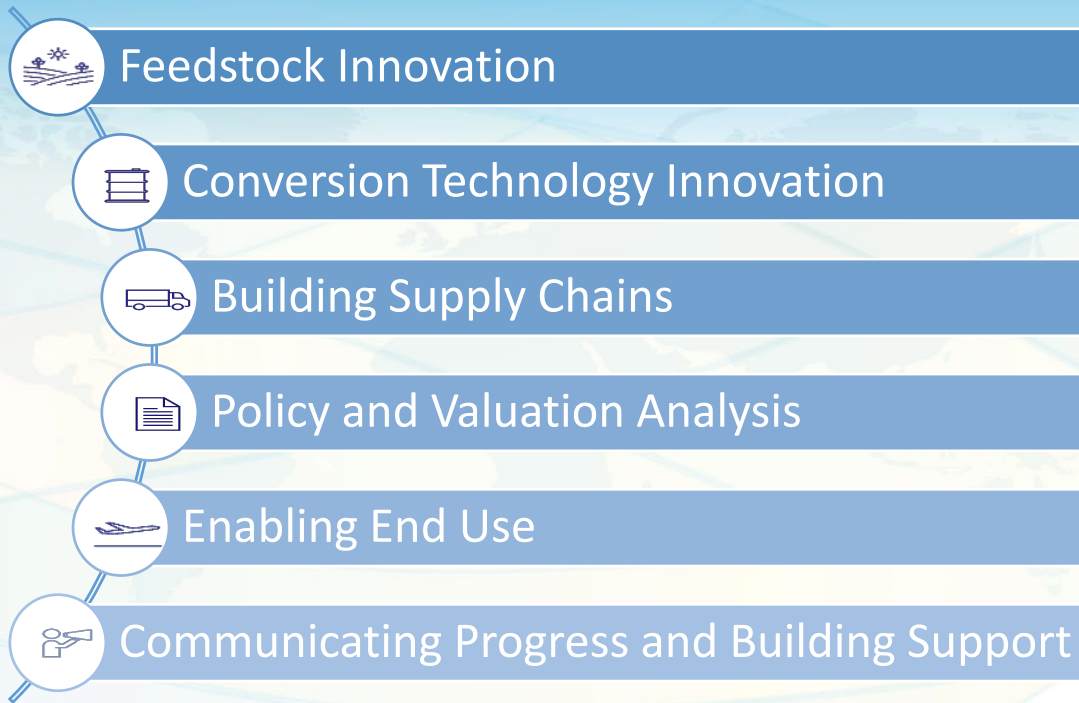 Feedstock Innovation
Conversion Technology Innovation
Building Supply Chains
Policy and Valuation Analysis
Enabling End Use
Communicating Progress and Building Support